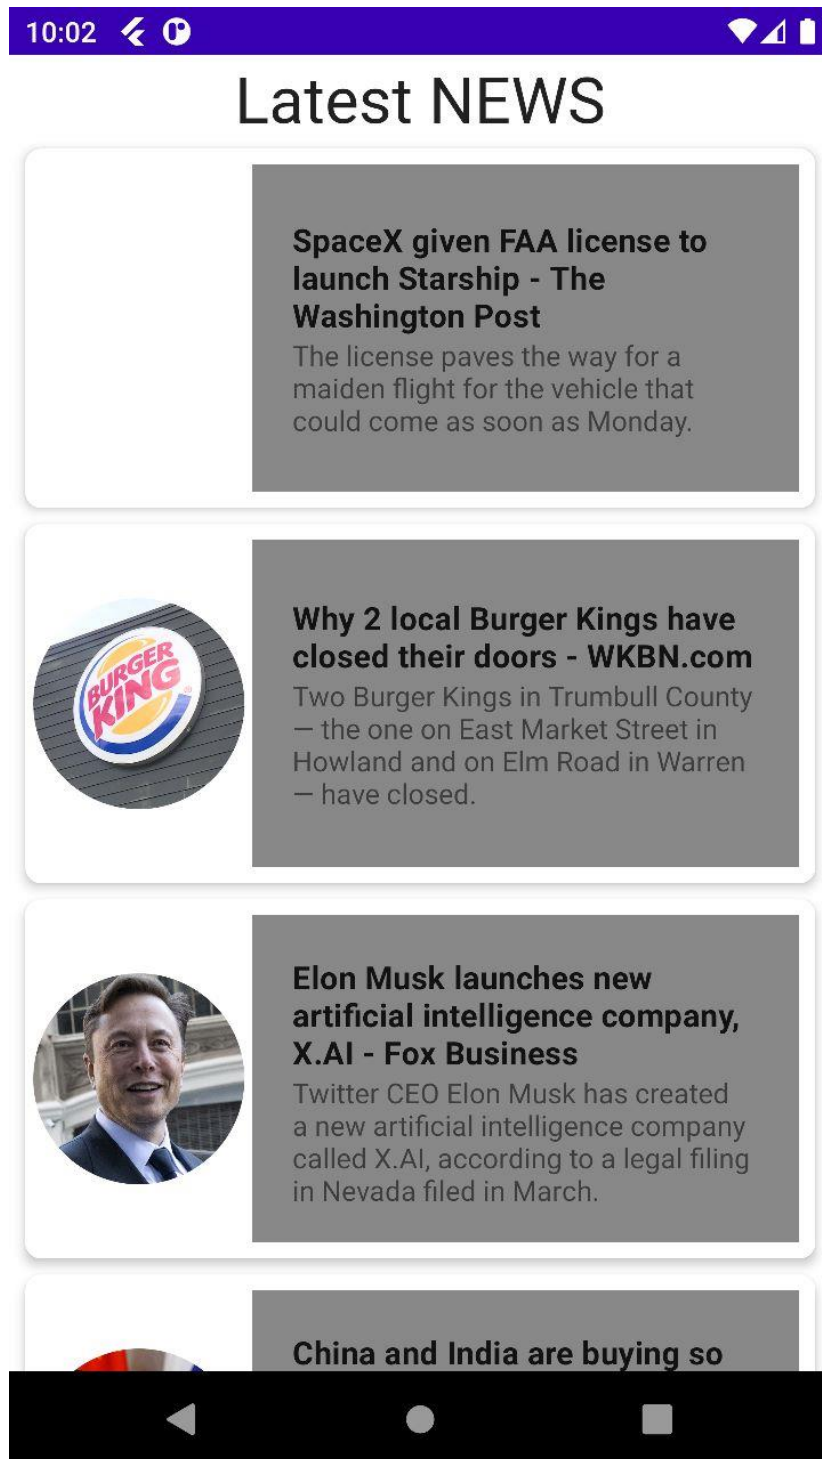 10:02
Latest NEWS
SpaceX given FAA license to
launch Starship - The
Washington Post
The license paves the way for a
maiden flight for the vehicle that
could come as soon as Monday.
BURGER
KING
Why 2 local Burger Kings have
closed their doors - WKBN.com
Two Burger Kings in Trumbull County
— the one on East Market Street in
Howland and on Elm Road in Warren
— have closed.
Elon Musk launches new
artificial intelligence company,
X.AI - Fox Business
Twitter CEO Elon Musk has created
a new artificial intelligence company
called X.AI, according to a legal filing
in Nevada filed in March.
China and India are buying so